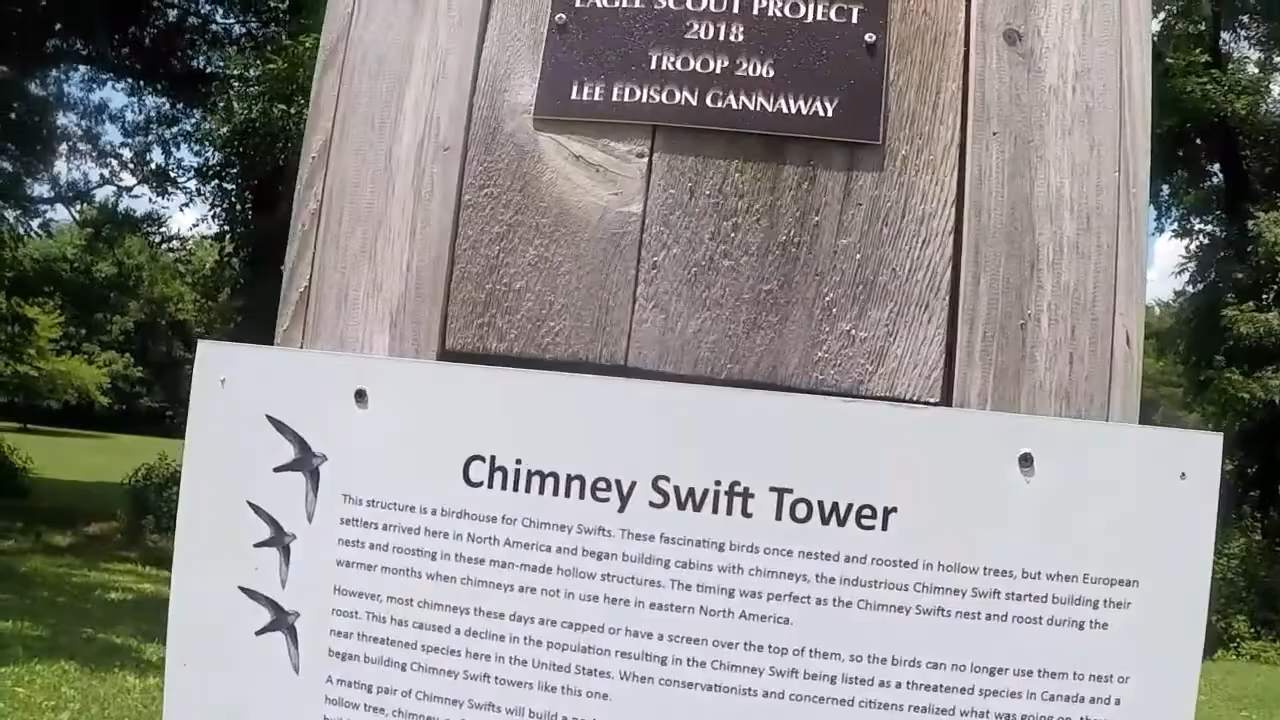 EAGLE SCOUT PROJECT
2018
TROOP 206
LEE EDISON GANNAWAY
Chimney Swift Tower
This structure is a birdhouse for Chimney Swifts. These fascinating birds once nested and roosted in hollow trees, but when European
settlers arrived here in North America and began building cabins with chimneys, the industrious Chimney Swift started building their
nests and roosting in these man-made hollow structures. The timing was perfect as the Chimney Swifts nest and roost during the
warmer months when chimneys are not in use here in eastern North America.
However, most chimneys these days are capped or have a screen over the top of them, so the birds can no longer use them to nest or
roost. This has caused a decline in the population resulting in the Chimney Swift being listed as a threatened species in Canada and a
near threatened species here in the United States. When conservationists and concerned citizens realized what was going on, they
began building Chimney Swift towers like this one.
A mating pair of Chimney Swifts will build a
hollow tree, chimney